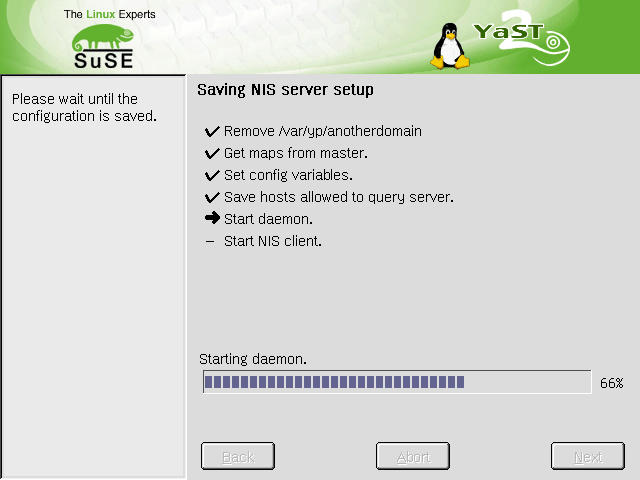 The Linux Experts
SuSE
YaST
2
Please wait until the
configuration is saved.
Saving NIS server setup
Remove /var/yp/anotherdomain
Get maps from master.
Set config variables.
Save hosts allowed to query server.
Start daemon.
– Start NIS client.
Starting daemon.
66%
Back
Abort
Next